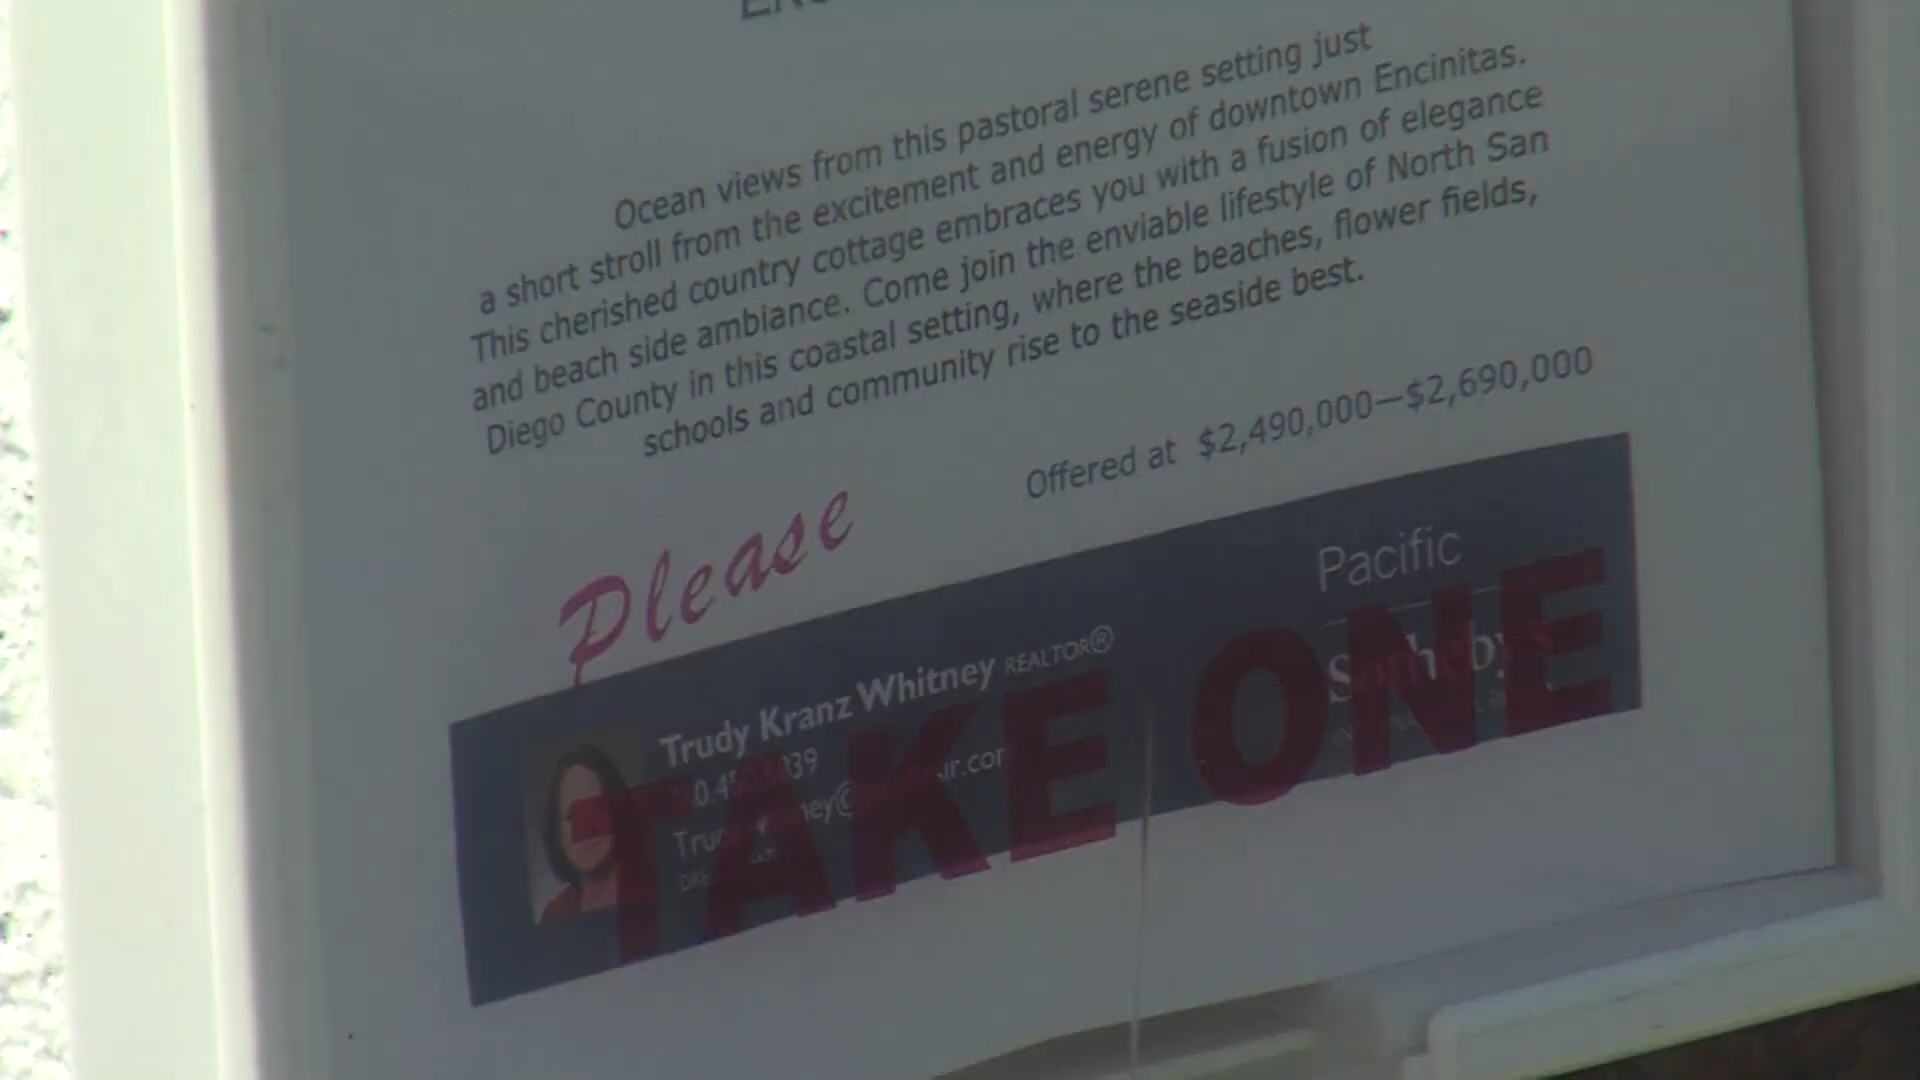 Ocean views from this pastoral serene setting just
a short stroll from the excitement and energy of downtown Encinitas.
This cherished country cottage embraces you with a fusion of elegance
and beach side ambiance. Come join the enviable lifestyle of North San
Diego County in this coastal setting, where the beaches, flower fields,
schools and community rise to the seaside best.
Offered at $2,490,000—$2,690,000
Please
TAKE ONE
Trudy Kranz Whitney REALTOR®
Pacific
Sotheby's